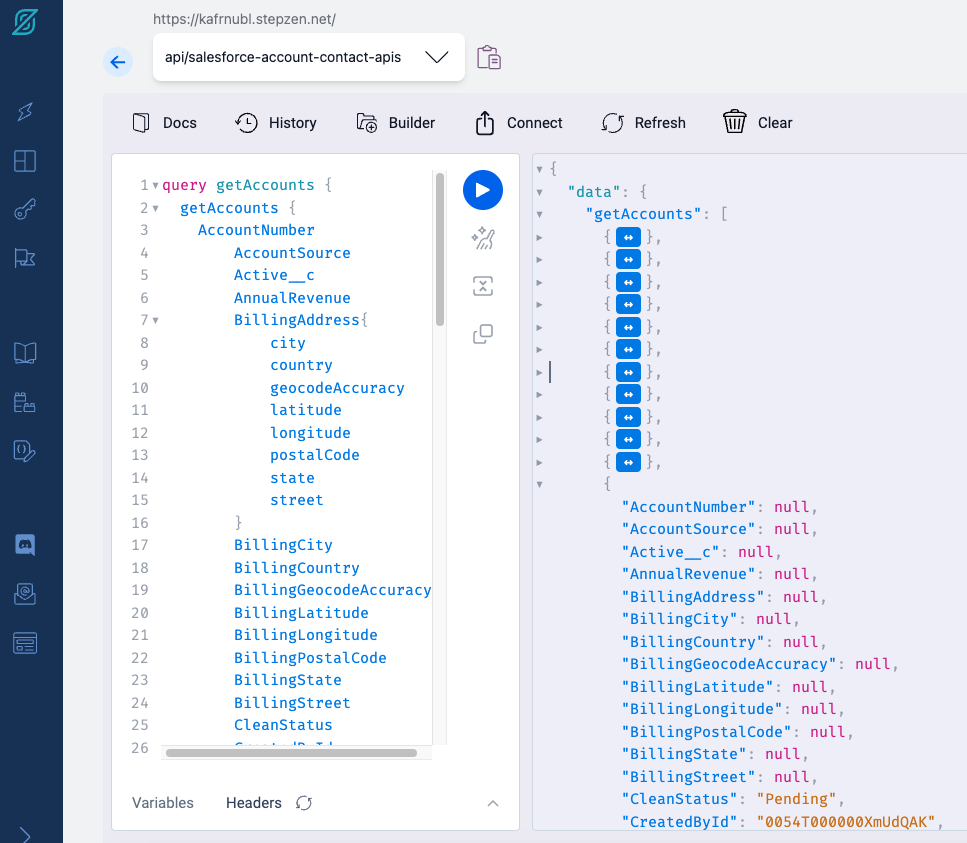 https://kafrnubl.stepzen.net/
api/salesforce-account-contact-apis
Docs History Builder Connect Refresh Clear
1 query getAccounts {
2 getAccounts {
3 AccountNumber
4 AccountSource
5 Active__c
6 AnnualRevenue
7 BillingAddress{
8 city
9 country
10 geocodeAccuracy
11 latitude
12 longitude
13 postalCode
14 state
15 street
16 }
17 BillingCity
18 BillingCountry
19 BillingGeocodeAccuracy
20 BillingLatitude
21 BillingLongitude
22 BillingPostalCode
23 BillingState
24 BillingStreet
25 CleanStatus
26
Variables Headers
{
"data": {
"getAccounts": [
{ ↔ },
{ ↔ },
{ ↔ },
{ ↔ },
{ ↔ },
{ ↔ },
{ ↔ },
{ ↔ },
{ ↔ },
{ ↔ },
{ ↔ },
{
"AccountNumber": null,
"AccountSource": null,
"Active__c": null,
"AnnualRevenue": null,
"BillingAddress": null,
"BillingCity": null,
"BillingCountry": null,
"BillingGeocodeAccuracy": null,
"BillingLatitude": null,
"BillingLongitude": null,
"BillingPostalCode": null,
"BillingState": null,
"BillingStreet": null,
"CleanStatus": "Pending",
"CreatedById": "0054T000000XmUdQAK",